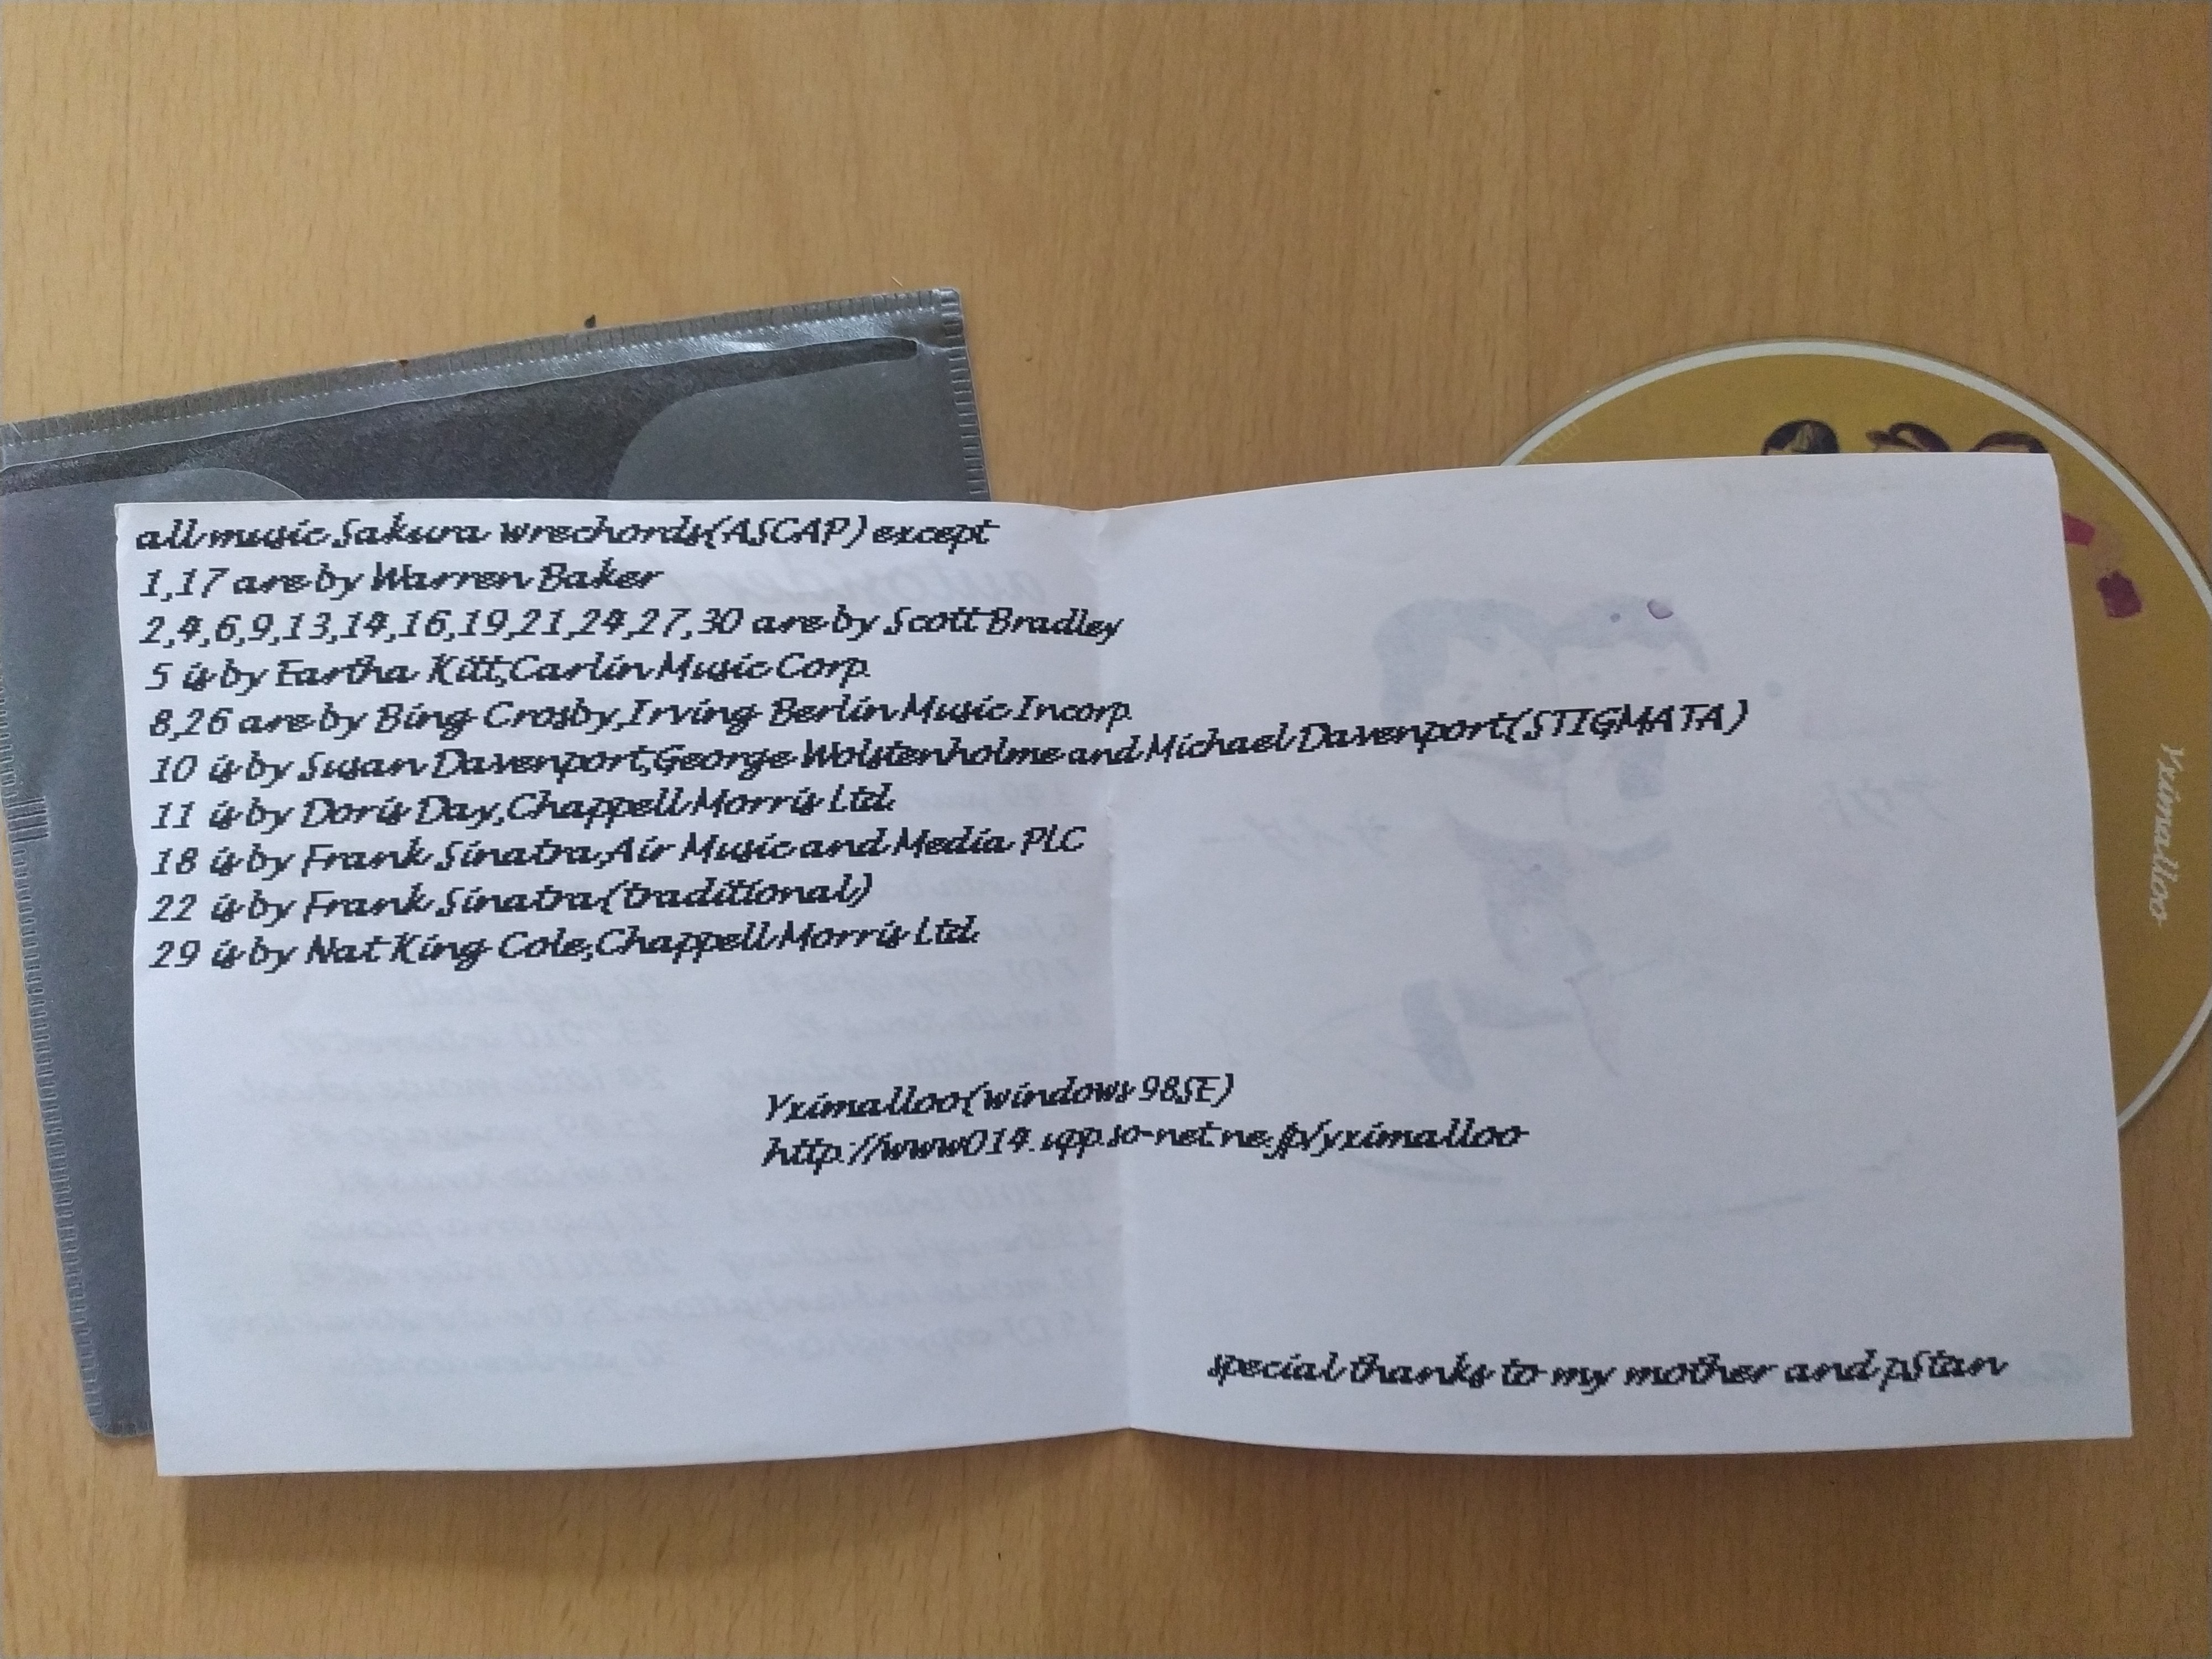 all music Sakura wrechords(ASCAP) except
1,17 are by Warren Baker
2,4,6,9,13,14,16,19,21,24,27,30 are by Scott Bradley
5 is by Eartha Kitt,Carlin Music Corp.
8,26 are by Bing Crosby,Irving Berlin Music Incorp.
10 is by Susan Davenport,George Wolstenholme and Michael Davenport(STIGMATA)
11 is by Doris Day,Chappell Morris Ltd.
18 is by Frank Sinatra,Air Music and Media PLC
22 is by Frank Sinatra(traditional)
29 is by Nat King Cole,Chappell Morris Ltd.
Yximalloo(windows 98SE)
http://www014.upp.so-net.ne.jp/yximalloo
special thanks to my mother and pStan
Yximalloo